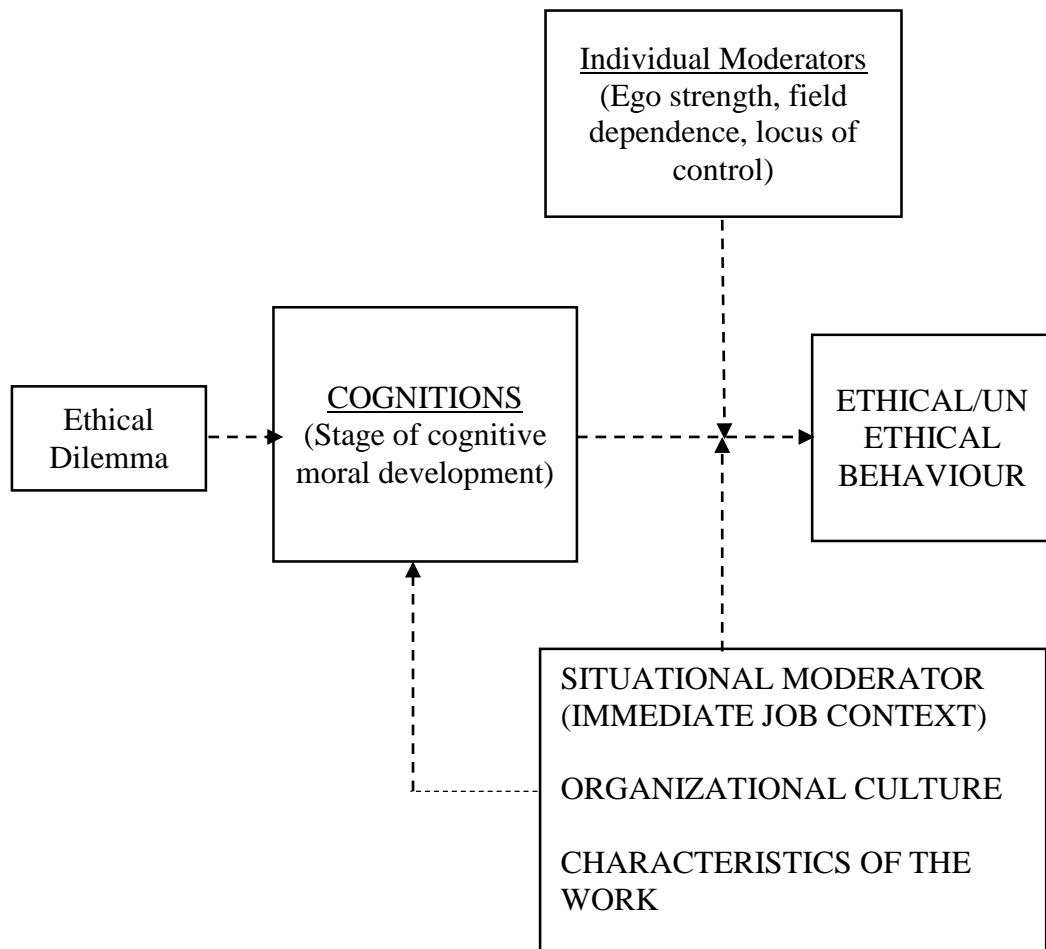 Individual Moderators
(Ego strength, field
dependence, locus of
control)
Ethical
Dilemma
COGNITIONS
(Stage of cognitive
moral development)
ETHICAL/UN
ETHICAL
BEHAVIOUR
SITUATIONAL MODERATOR
(IMMEDIATE JOB CONTEXT)
ORGANIZATIONAL CULTURE
CHARACTERISTICS OF THE
WORK